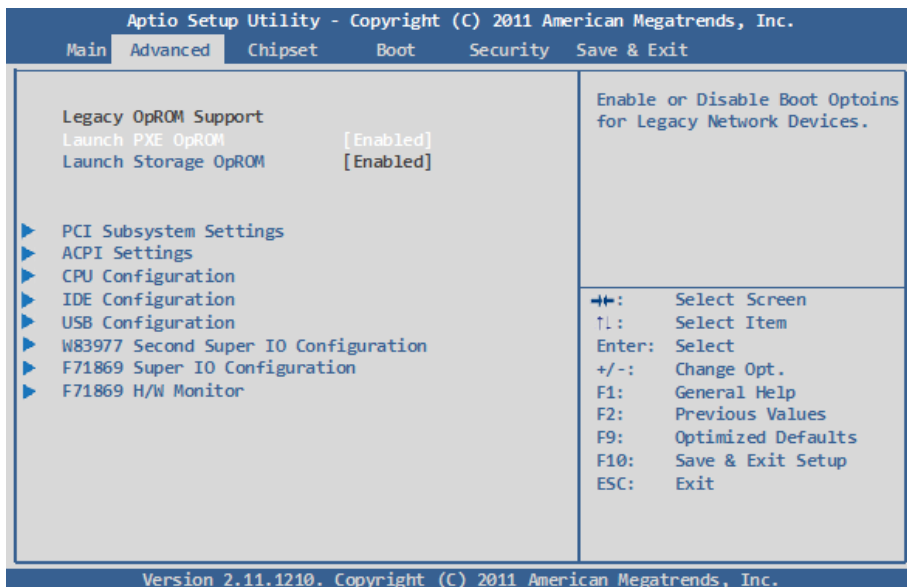 Aptio Setup Utility - Copyright (C) 2011 American Megatrends, Inc.
Main Advanced Chipset Boot Security Save & Exit
Legacy OpROM Support
Launch PXE OpROM [Enabled]
Launch Storage OpROM [Enabled]
PCI Subsystem Settings
ACPI Settings
CPU Configuration
IDE Configuration
USB Configuration
W83977 Second Super IO Configuration
F71869 Super IO Configuration
F71869 H/W Monitor
Enable or Disable Boot Optoins
for Legacy Network Devices.
→←: Select Screen
↑↓: Select Item
Enter: Select
+/-: Change Opt.
F1: General Help
F2: Previous Values
F9: Optimized Defaults
F10: Save & Exit Setup
ESC: Exit
Version 2.11.1210. Copyright (C) 2011 American Megatrends, Inc.